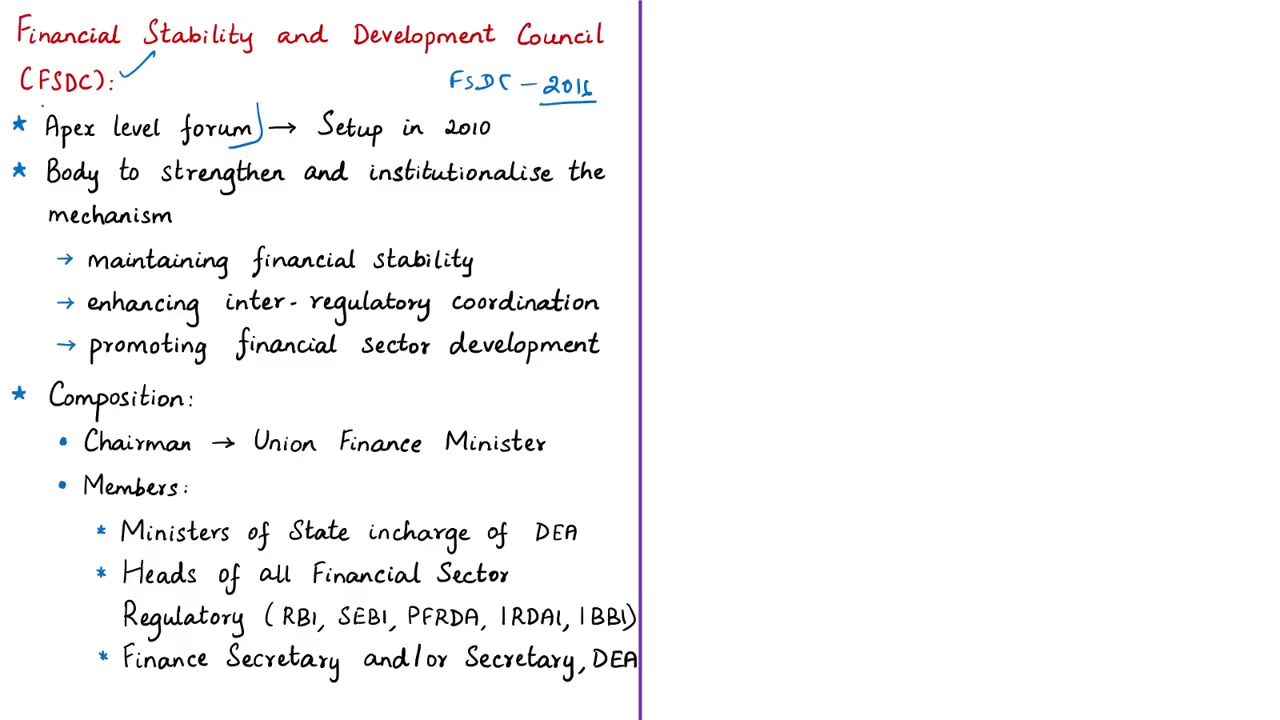 Financial Stability and Development Council
(FSDC):
FSDC - 2016
★ Apex level forum → Setup in 2010
★ Body to strengthen and institutionalise the
mechanism
→ maintaining financial stability
→ enhancing inter-regulatory coordination
→ promoting financial sector development
★ Composition:
• Chairman → Union Finance Minister
• Members:
* Ministers of State incharge of DEA
* Heads of all Financial Sector
Regulatory (RBI, SEBI, PFRDA, IRDAI, IBBI)
* Finance Secretary and/or Secretary, DEA